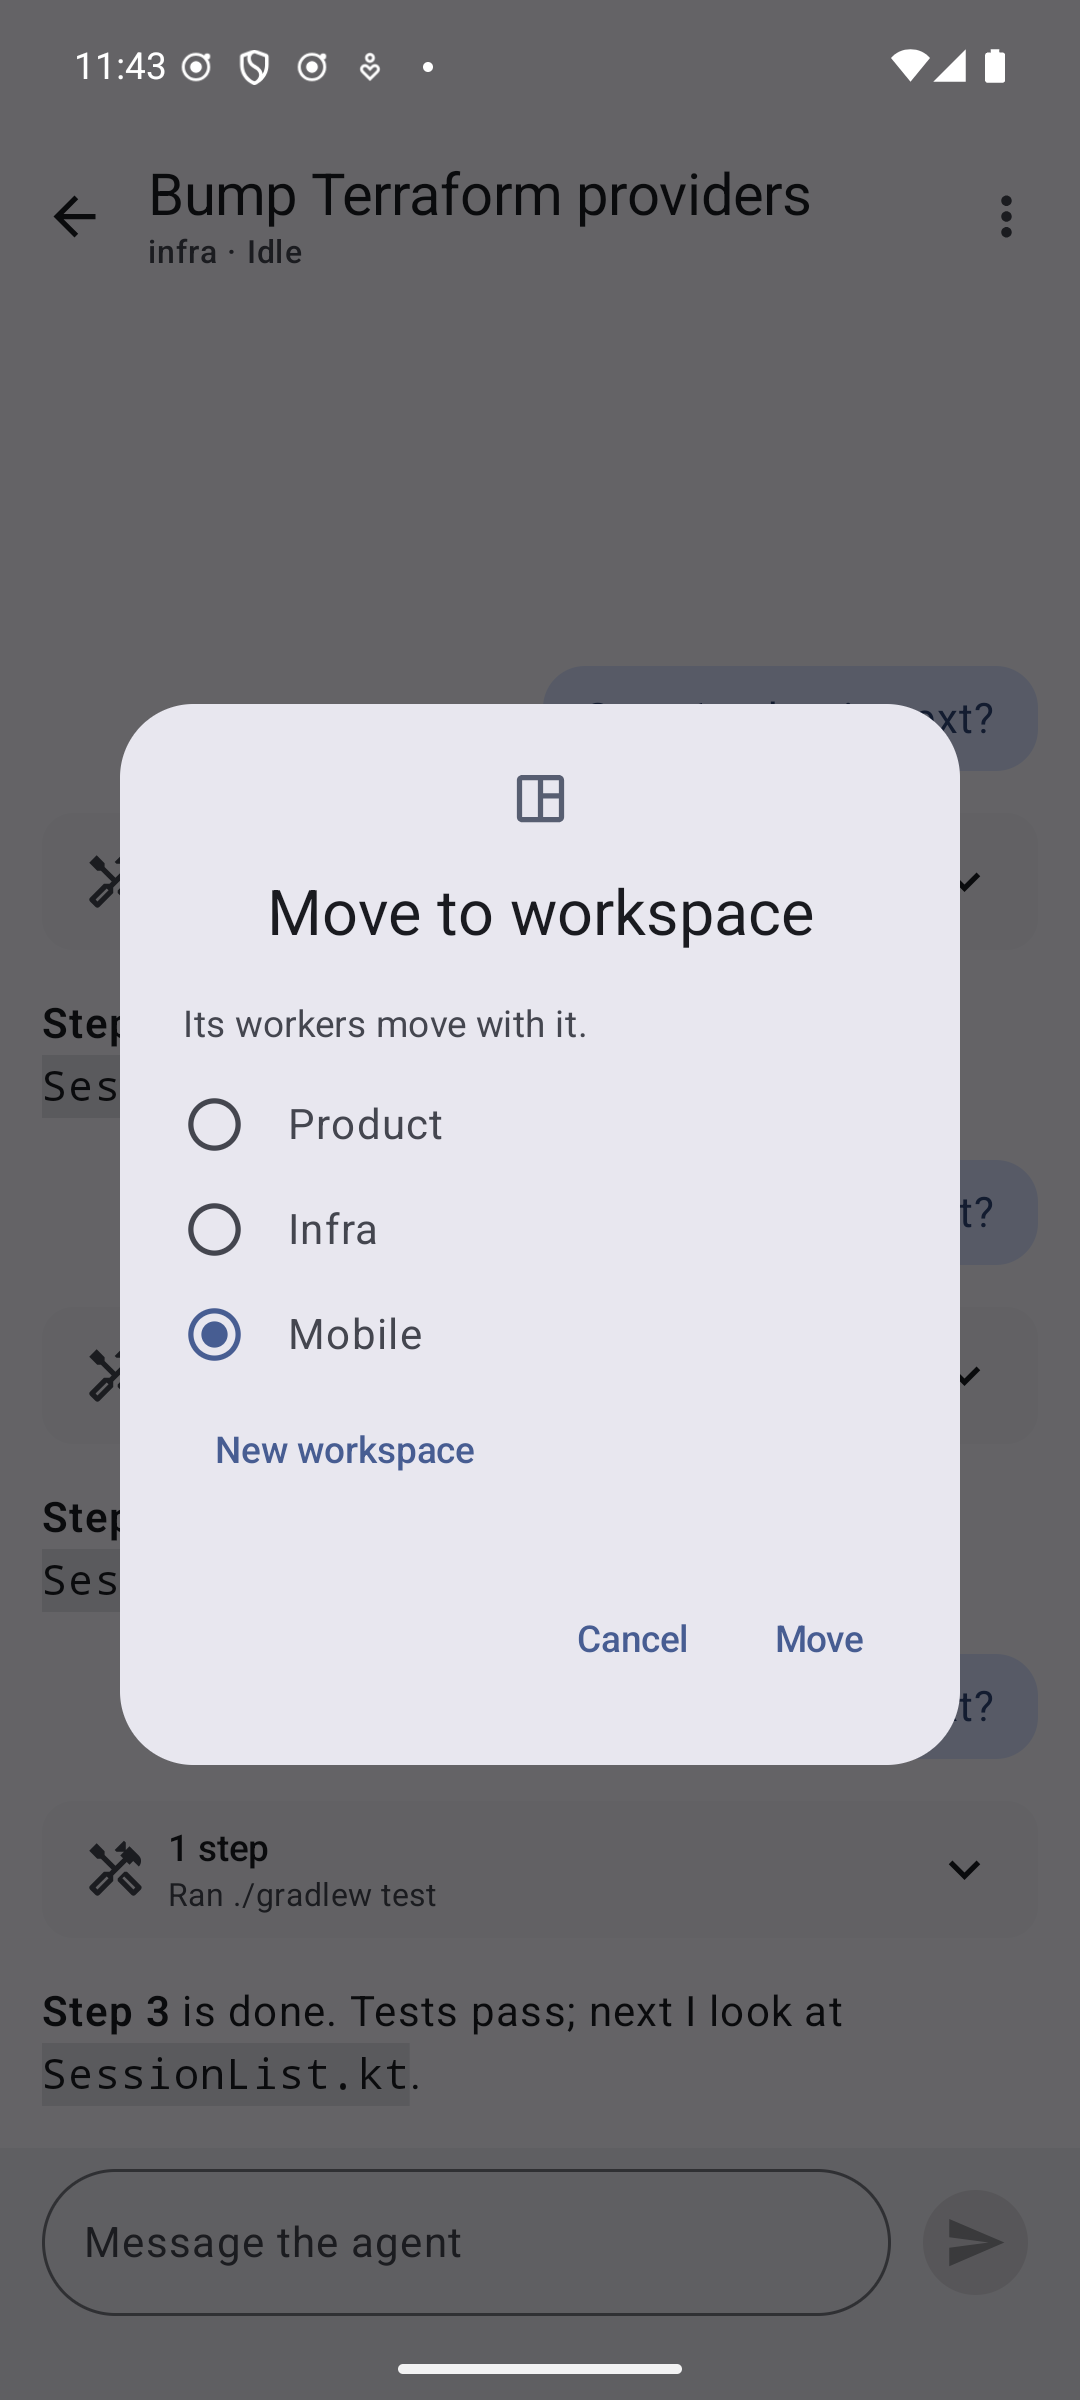 11:43
Bump Terraform providers
infra · Idle
Move to workspace
Its workers move with it.
Product
Infra
Mobile
New workspace
Cancel
Move
1 step
Ran ./gradlew test
Step 3 is done. Tests pass; next I look at
SessionList.kt.
Message the agent